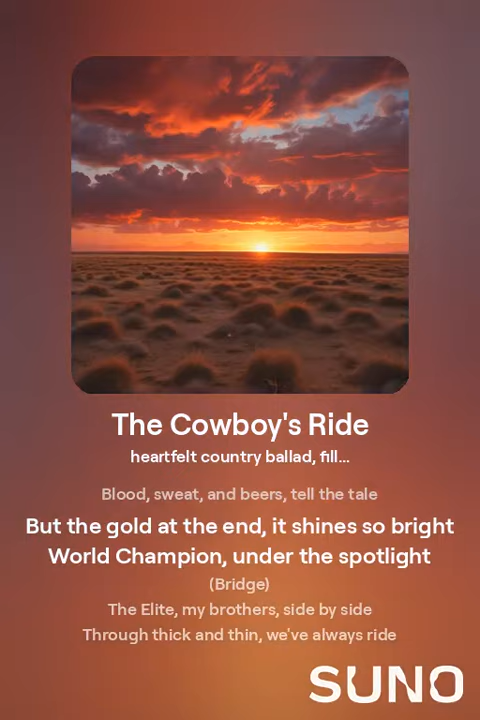 The Cowboy's Ride
heartfelt country ballad, fill...
Blood, sweat, and beers, tell the tale
But the gold at the end, it shines so bright
World Champion, under the spotlight
(Bridge)
The Elite, my brothers, side by side
Through thick and thin, we've always ride
SUNO